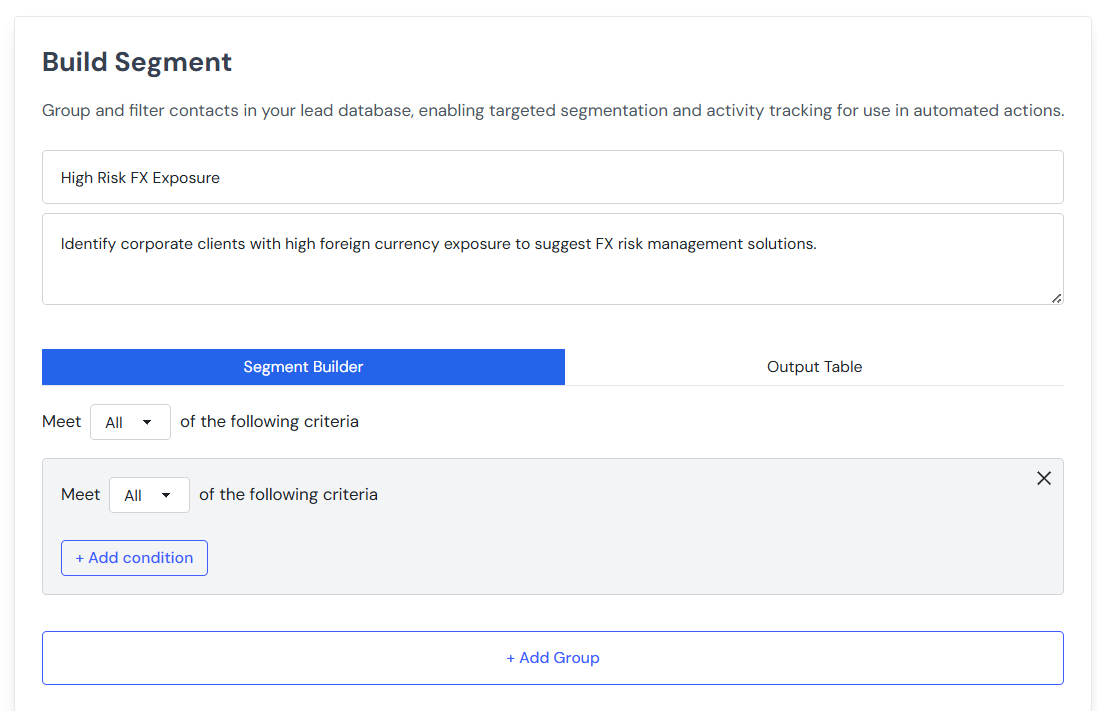 Build Segment
Group and filter contacts in your lead database, enabling targeted segmentation and activity tracking for use in automated actions.
High Risk FX Exposure
Identify corporate clients with high foreign currency exposure to suggest FX risk management solutions.
Segment Builder Output Table
Meet All of the following criteria
Meet All of the following criteria
+ Add condition
+ Add Group